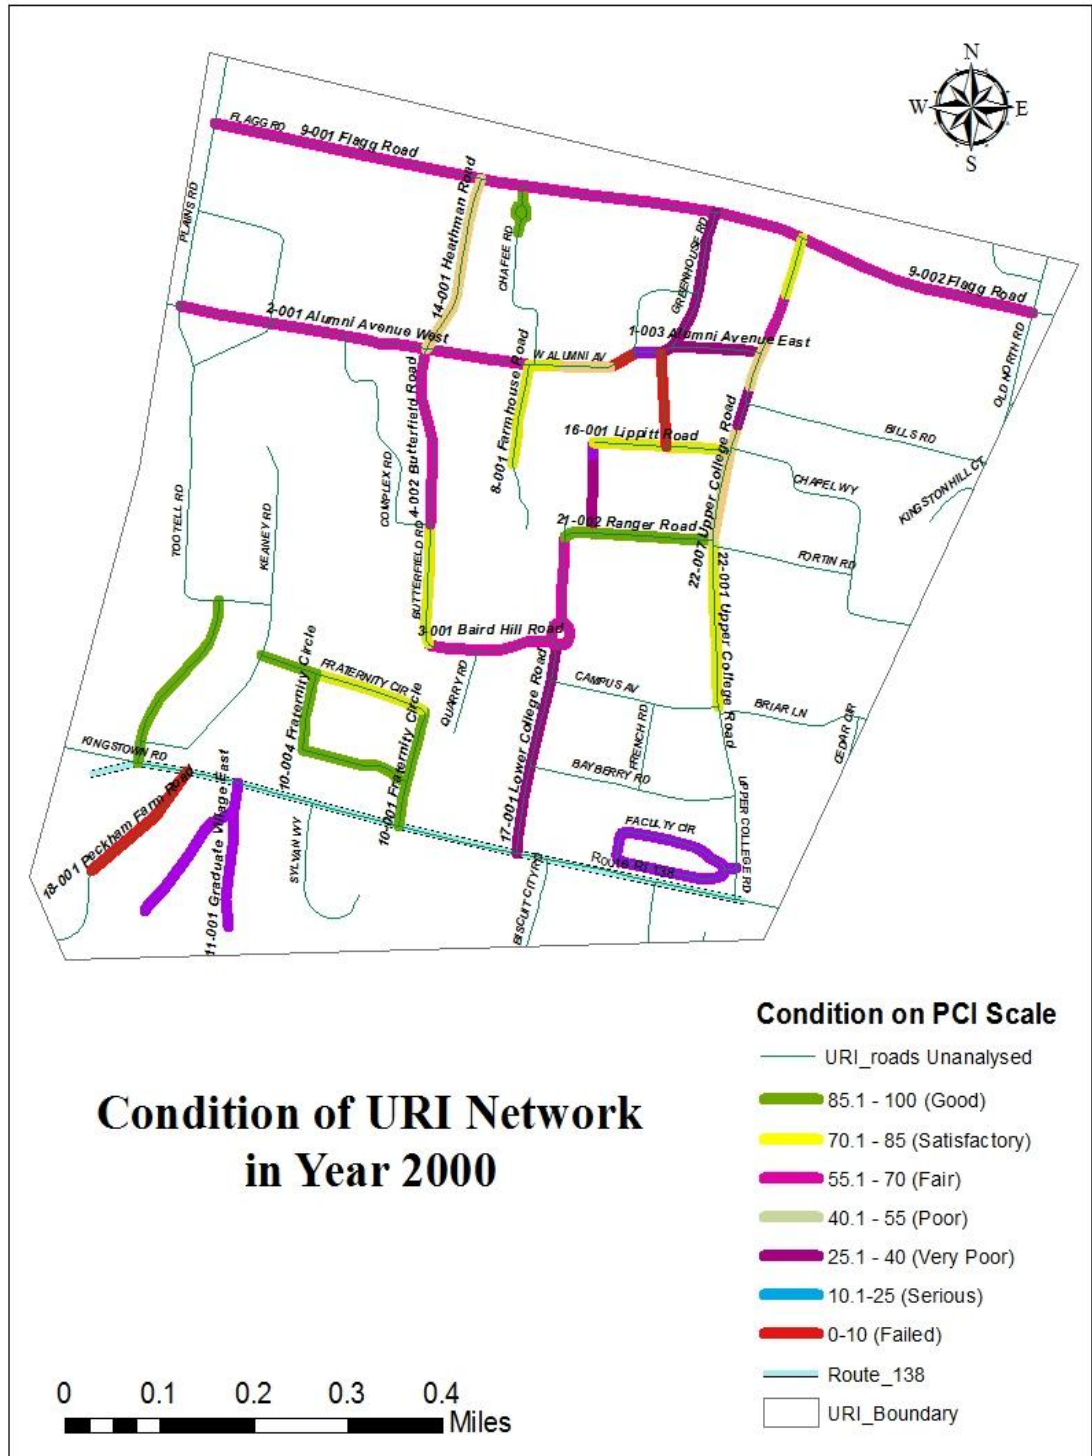 N
W E
S
FLAGG RD
9-001 Flagg Road
PLAINS RD
14-001 Heathman Road
CHAFEE RD
GREENHOUSE RD
9-002 Flagg Road
2-001 Alumni Avenue West
1-003 Alumni Avenue East
W ALUMNI AV
OLD NORTH RD
4-002 Butterfield Road
8-001 Farmhouse Road
16-001 Lippitt Road
BILLS RD
COMPLEX RD
CHAPEL WY
KINGSTON HILL CT
TOOTELL RD
KEANEY RD
BUTTERFIELD RD
21-002 Ranger Road
22-007 Upper College Road
FORTIN RD
22-001 Upper College Road
3-001 Baird Hill Road
FRATERNITY CIR
10-004 Fraternity Circle
10-001 Fraternity Circle
QUARRY RD
17-001 Lower College Road
CAMPUS AV
FRENCH RD
BRIAR LN
CEDAR CIR
KINGSTOWN RD
BAYBERRY RD
18-001 Peckham Farm Road
11-001 Graduate Village East
SYLVAN WY
FACULTY CIR
UPPER COLLEGE RD
Route RI 138
BISCUIT CITY R
Condition on PCI Scale
URI_roads Unanalysed
85.1 - 100 (Good)
70.1 - 85 (Satisfactory)
55.1 - 70 (Fair)
40.1 - 55 (Poor)
25.1 - 40 (Very Poor)
10.1-25 (Serious)
0-10 (Failed)
Route_138
URI_Boundary
Condition of URI Network
in Year 2000
0 0.1 0.2 0.3 0.4
Miles